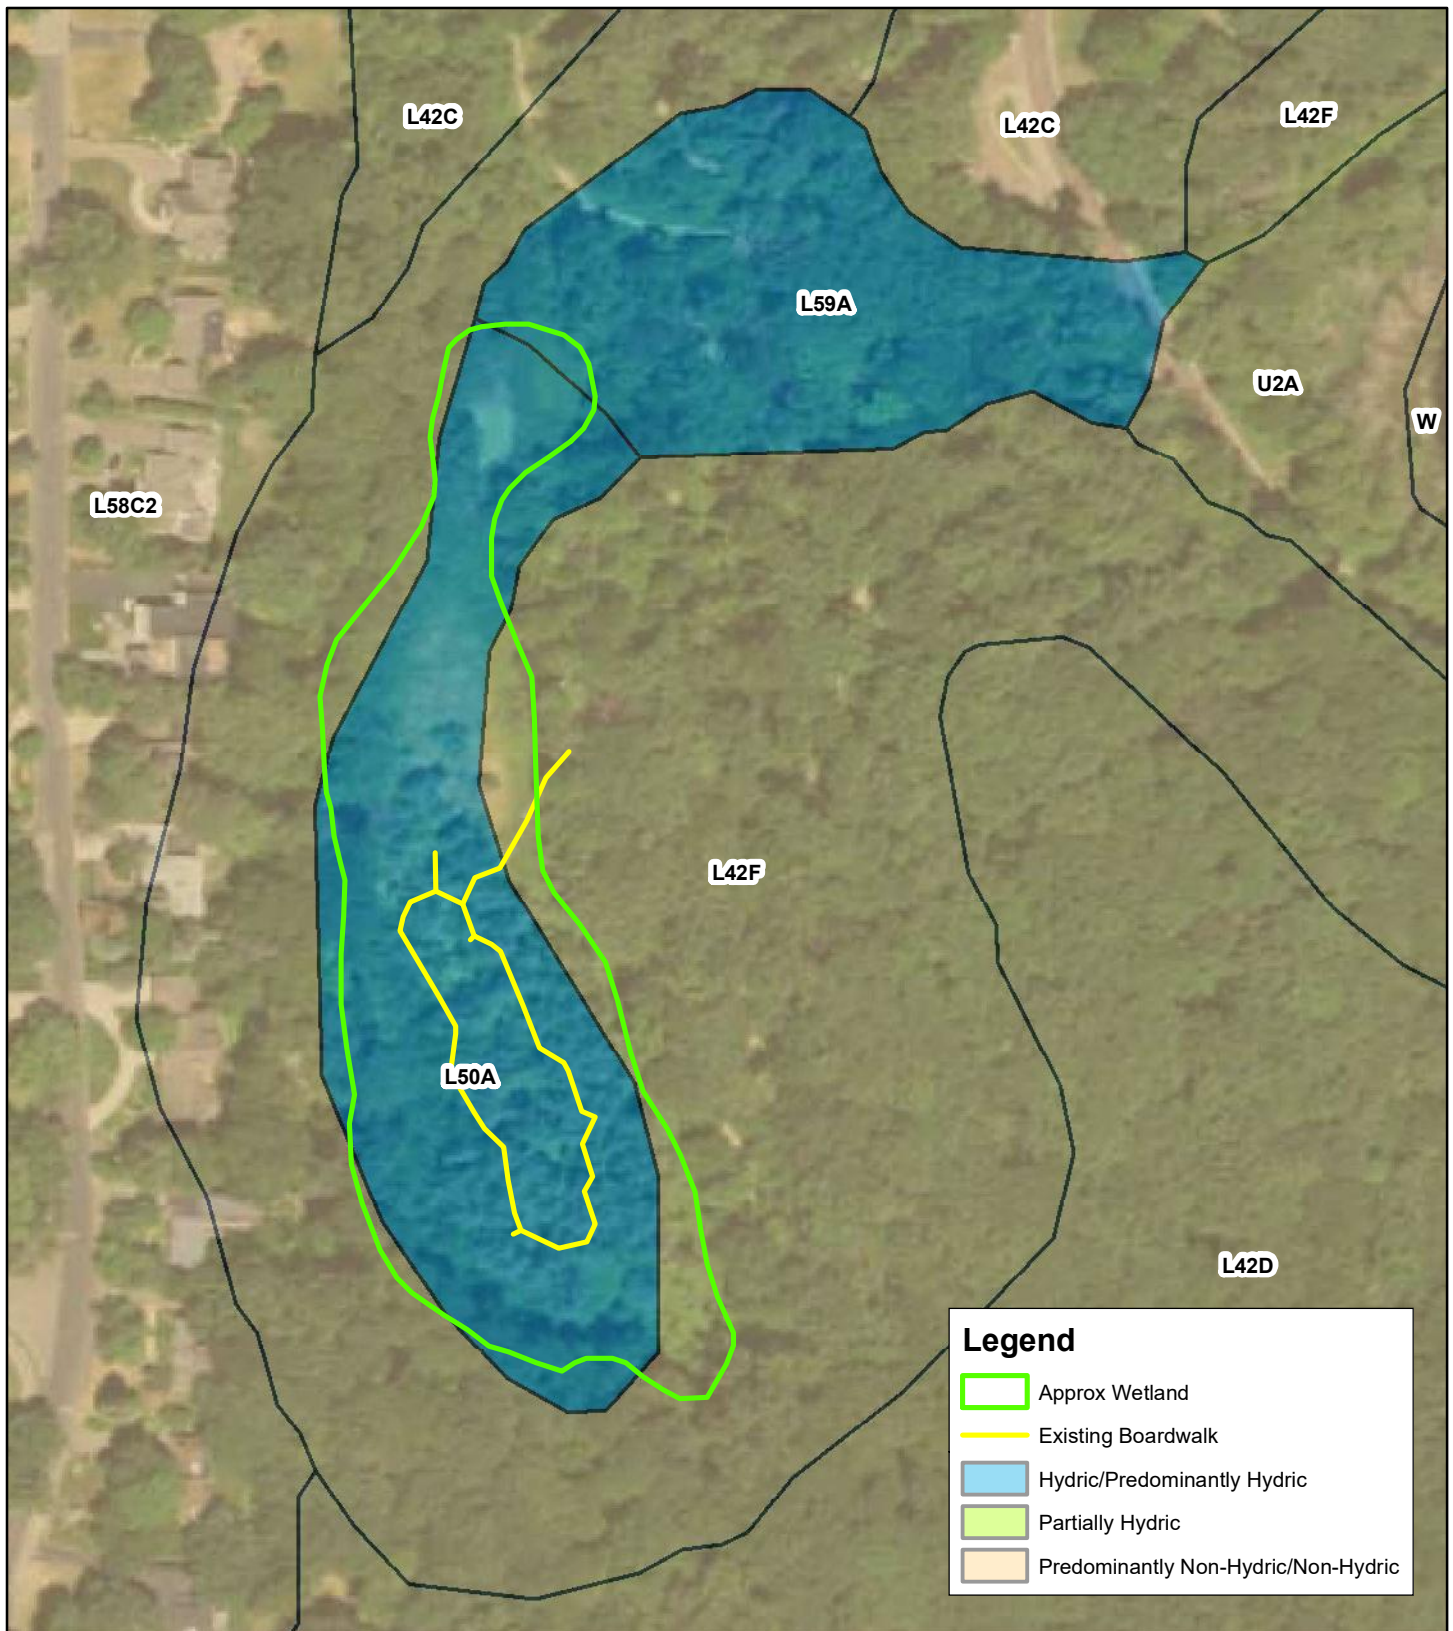 L42C
L42C
L42F
L59A
U2A
W
L58C2
L42F
L50A
L42D
Legend
Approx Wetland
Existing Boardwalk
Hydric/Predominantly Hydric
Partially Hydric
Predominantly Non-Hydric/Non-Hydric